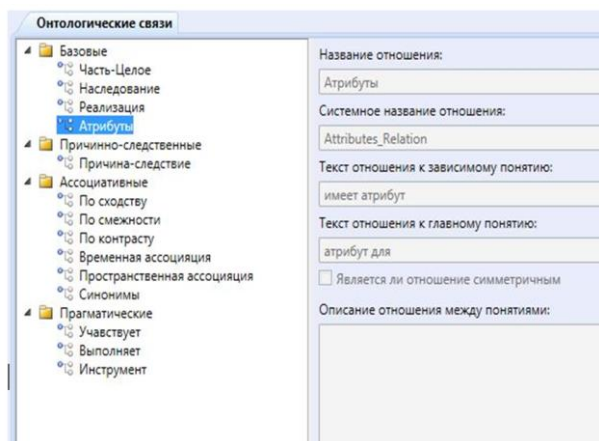 Онтологические связи
Базовые
Часть-Целое
Наследование
Реализация
Атрибуты
Причинно-следственные
Причина-следствие
Ассоциативные
По сходству
По смежности
По контрасту
Временная ассоцияция
Пространственная ассоцияция
Синонимы
Прагматические
Учавствует
Выполняет
Инструмент
Название отношения:
Атрибуты
Системное название отношения:
Attributes_Relation
Текст отношения к зависимому понятию:
имеет атрибут
Текст отношения к главному понятию:
атрибут для
Является ли отношение симметричным
Описание отношения между понятиями: